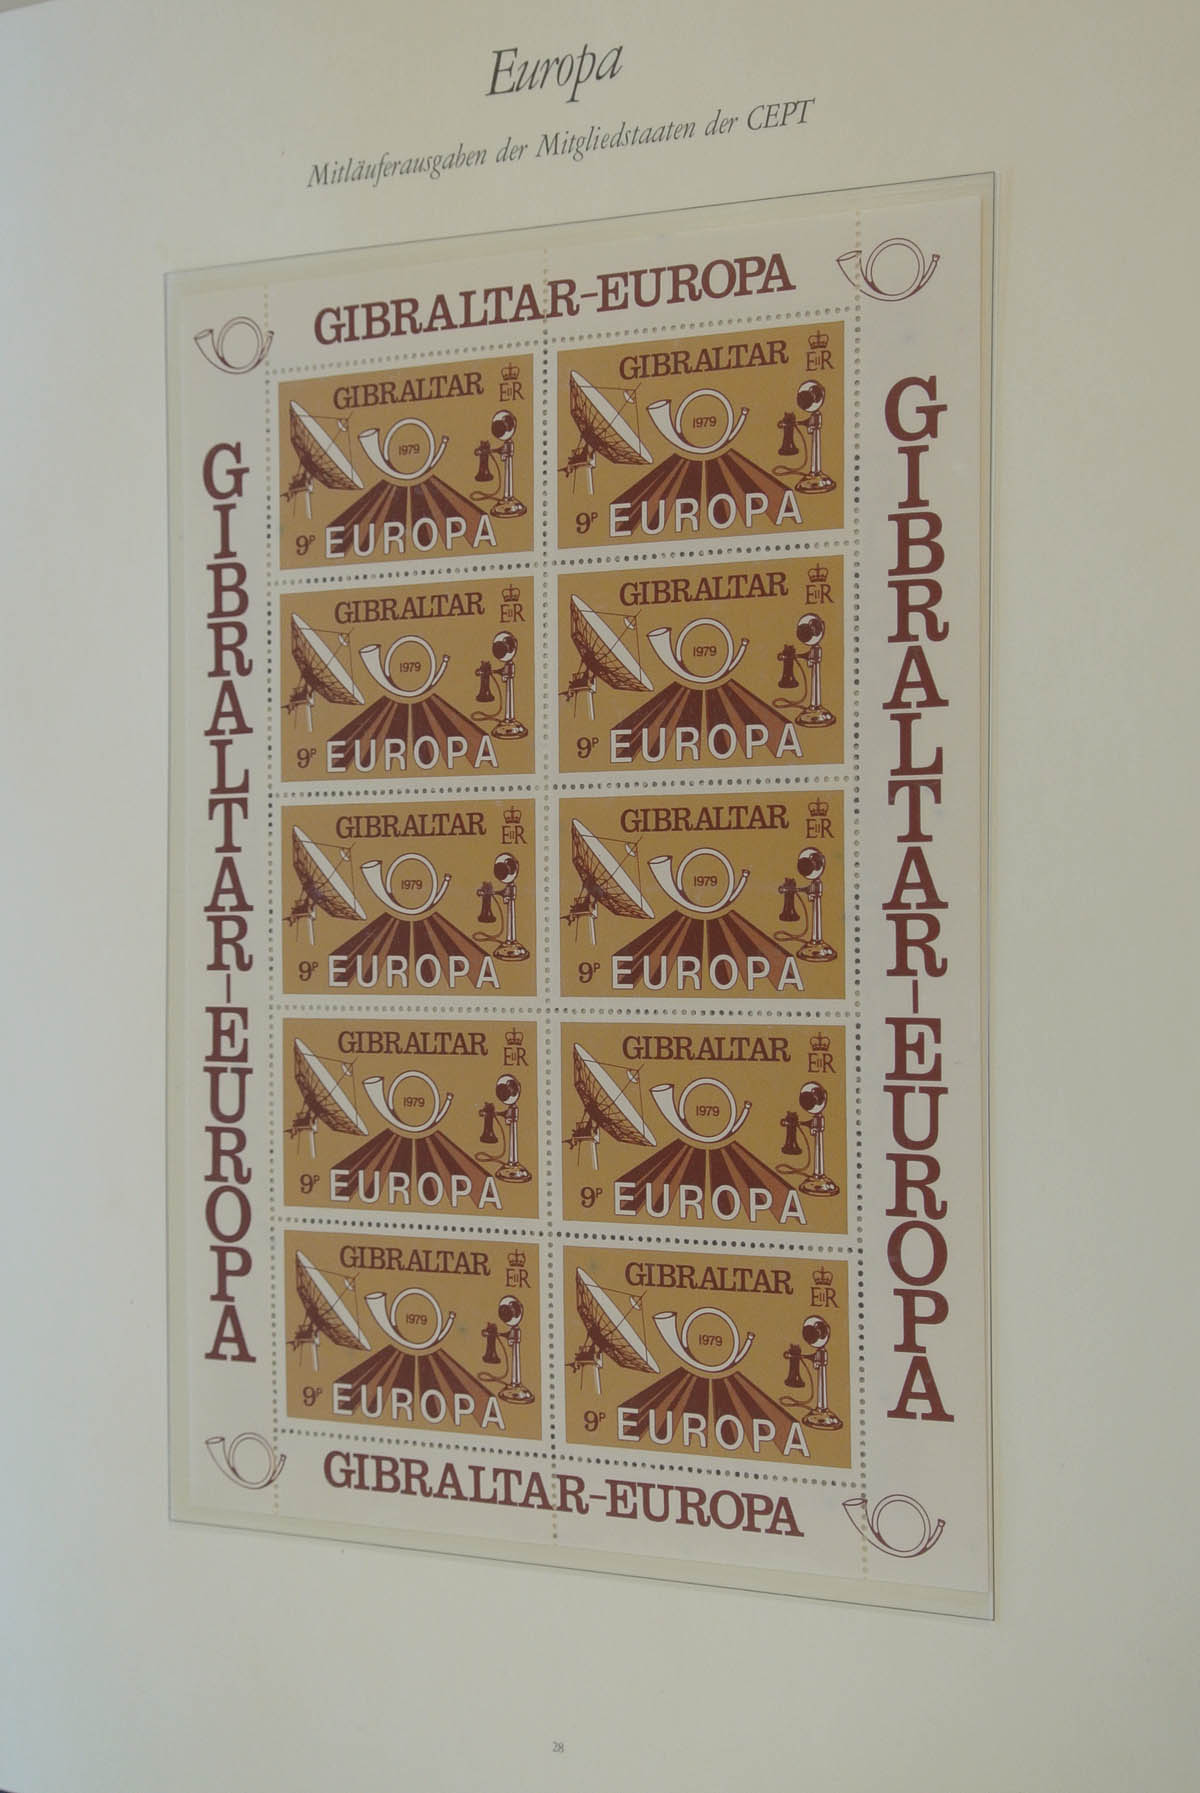 Europa
Mitläuferausgaben der Mitgliedstaaten der CEPT
GIBRALTAR-EUROPA
GIBRALTAR-EUROPA
GIBRALTAR-EUROPA
GIBRALTAR EIIR
1979
9P EUROPA
GIBRALTAR EIIR
1979
9P EUROPA
GIBRALTAR EIIR
1979
9P EUROPA
GIBRALTAR EIIR
1979
9P EUROPA
GIBRALTAR EIIR
1979
9P EUROPA
GIBRALTAR EIIR
1979
9P EUROPA
GIBRALTAR EIIR
1979
9P EUROPA
GIBRALTAR EIIR
1979
9P EUROPA
GIBRALTAR EIIR
1979
9P EUROPA
GIBRALTAR EIIR
1979
9P EUROPA
GIBRALTAR-EUROPA
28